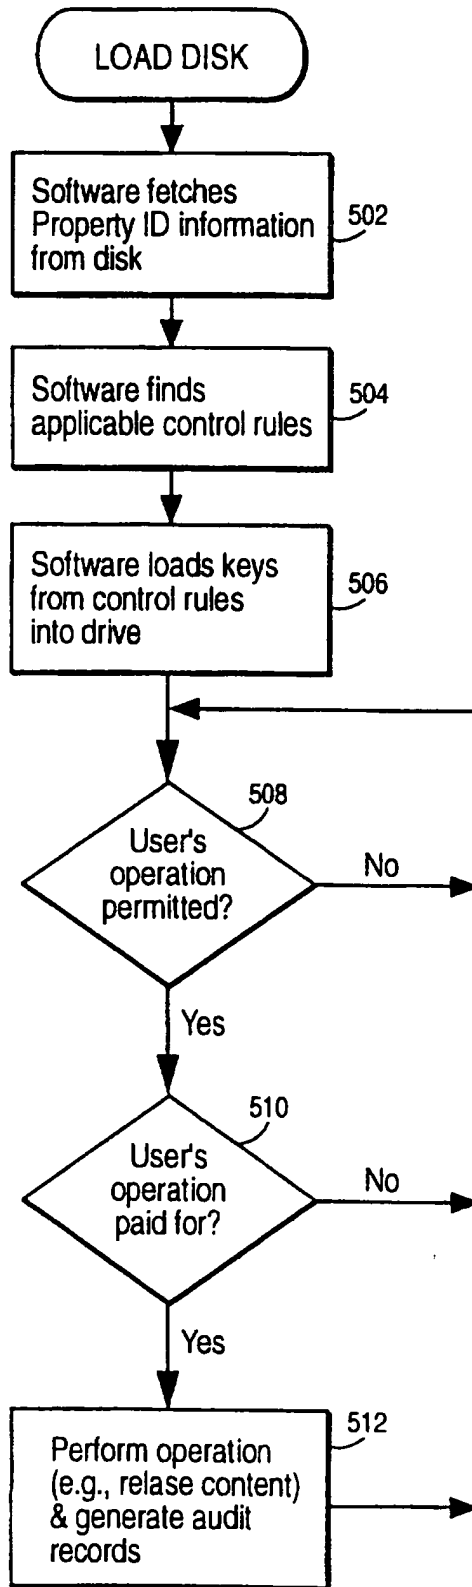 LOAD DISK
Software fetches
Property ID information
from disk
502
Software finds
applicable control rules
504
Software loads keys
from control rules
into drive
506
508
User's
operation
permitted?
No
Yes
510
User's
operation
paid for?
No
Yes
512
Perform operation
(e.g., relase content)
& generate audit
records